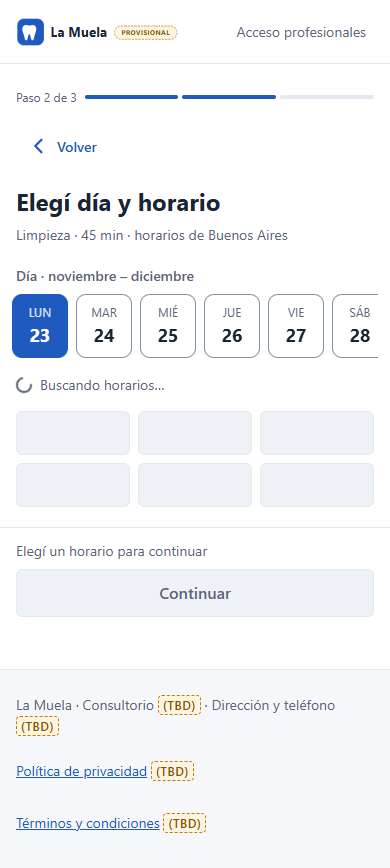 La Muela PROVISIONAL Acceso profesionales
Paso 2 de 3
Volver
Elegí día y horario
Limpieza · 45 min · horarios de Buenos Aires
Día · noviembre – diciembre
LUN MAR MIÉ JUE VIE SÁB
23 24 25 26 27 28
Buscando horarios...
Elegí un horario para continuar
Continuar
La Muela · Consultorio (TBD) · Dirección y teléfono
(TBD)
Política de privacidad (TBD)
Términos y condiciones (TBD)